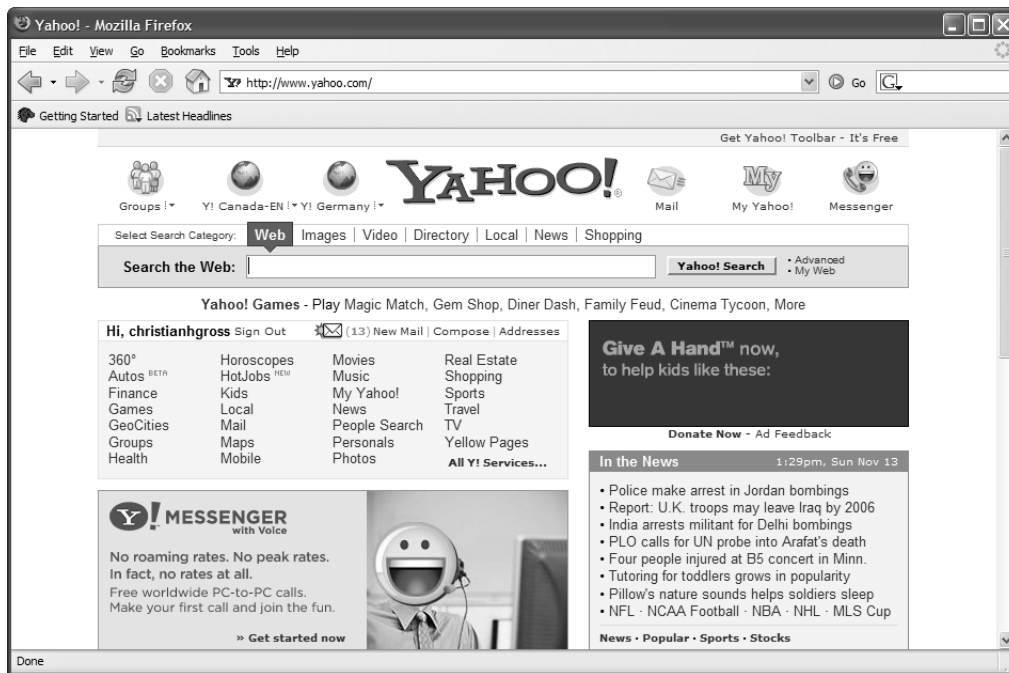 Yahoo! - Mozilla Firefox
File Edit View Go Bookmarks Tools Help
Y? http://www.yahoo.com/ Go G
Getting Started Latest Headlines
Get Yahoo! Toolbar - It's Free
YAHOO!®
Groups Y! Canada-EN Y! Germany Mail My Yahoo! Messenger
Select Search Category: Web Images | Video | Directory | Local | News | Shopping
Search the Web: Yahoo! Search • Advanced
• My Web
Yahoo! Games - Play Magic Match, Gem Shop, Diner Dash, Family Feud, Cinema Tycoon, More
Hi, christianhgross Sign Out (13) New Mail | Compose | Addresses
360° Horoscopes Movies Real Estate
Autos BETA HotJobs NEW Music Shopping
Finance Kids My Yahoo! Sports
Games Local News Travel
GeoCities Mail People Search TV
Groups Maps Personals Yellow Pages
Health Mobile Photos All Y! Services...
Y! MESSENGER
with Voice
No roaming rates. No peak rates.
In fact, no rates at all.
Free worldwide PC-to-PC calls.
Make your first call and join the fun.
» Get started now
Give A Hand™ now,
to help kids like these:
Donate Now - Ad Feedback
In the News 1:29pm, Sun Nov 13
• Police make arrest in Jordan bombings
• Report: U.K. troops may leave Iraq by 2006
• India arrests militant for Delhi bombings
• PLO calls for UN probe into Arafat's death
• Four people injured at B5 concert in Minn.
• Tutoring for toddlers grows in popularity
• Pillow's nature sounds helps soldiers sleep
• NFL · NCAA Football · NBA · NHL · MLS Cup
News · Popular · Sports · Stocks
Done